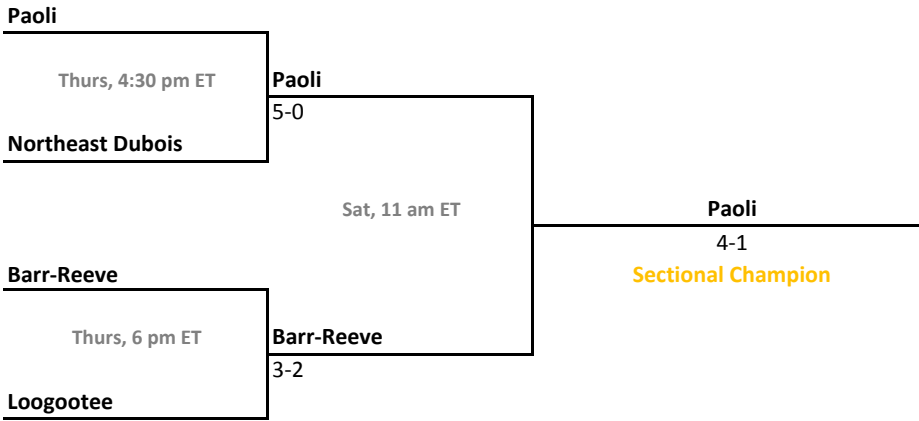 Paoli
Thurs, 4:30 pm ET
Paoli
5-0
Northeast Dubois
Sat, 11 am ET
Paoli
4-1
Sectional Champion
Barr-Reeve
Thurs, 6 pm ET
Barr-Reeve
3-2
Loogootee